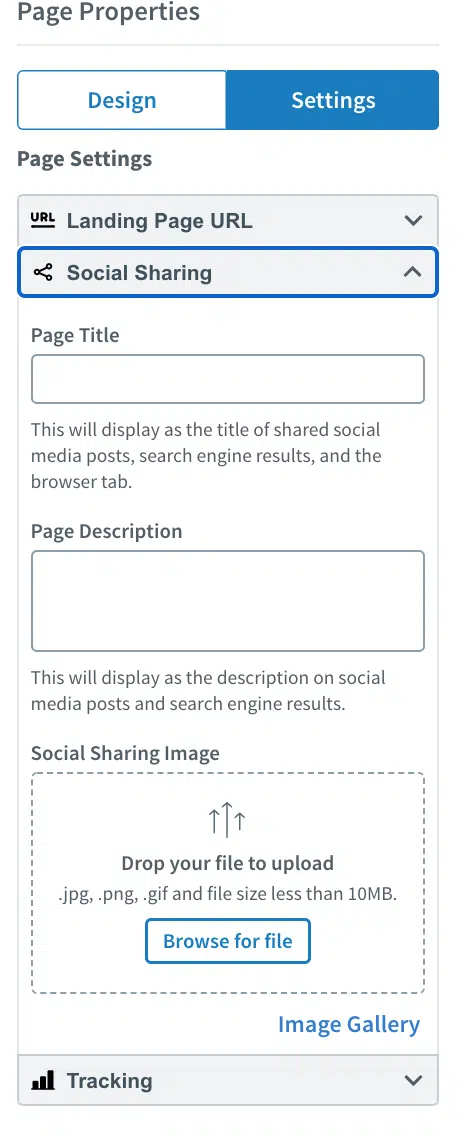 Page Properties
Design
Settings
Page Settings
URL
Landing Page URL
Social Sharing
Page Title
This will display as the title of shared social
media posts, search engine results, and the
browser tab.
Page Description
This will display as the description on social
media posts and search engine results.
Social Sharing Image
Drop your file to upload
.jpg, .png, .gif and file size less than 10MB.
Browse for file
Image Gallery
Tracking